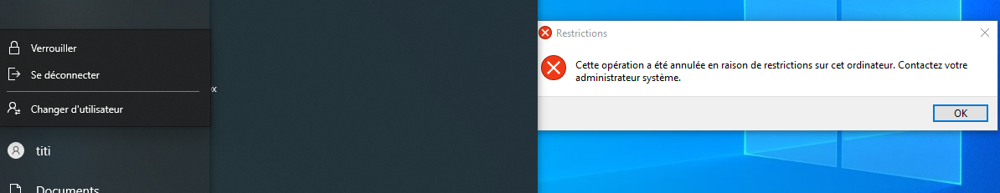 Verrouiller
Se déconnecter
Changer d'utilisateur
titi
Documents
Restrictions
Cette opération a été annulée en raison de restrictions sur cet ordinateur. Contactez votre
administrateur système.
OK